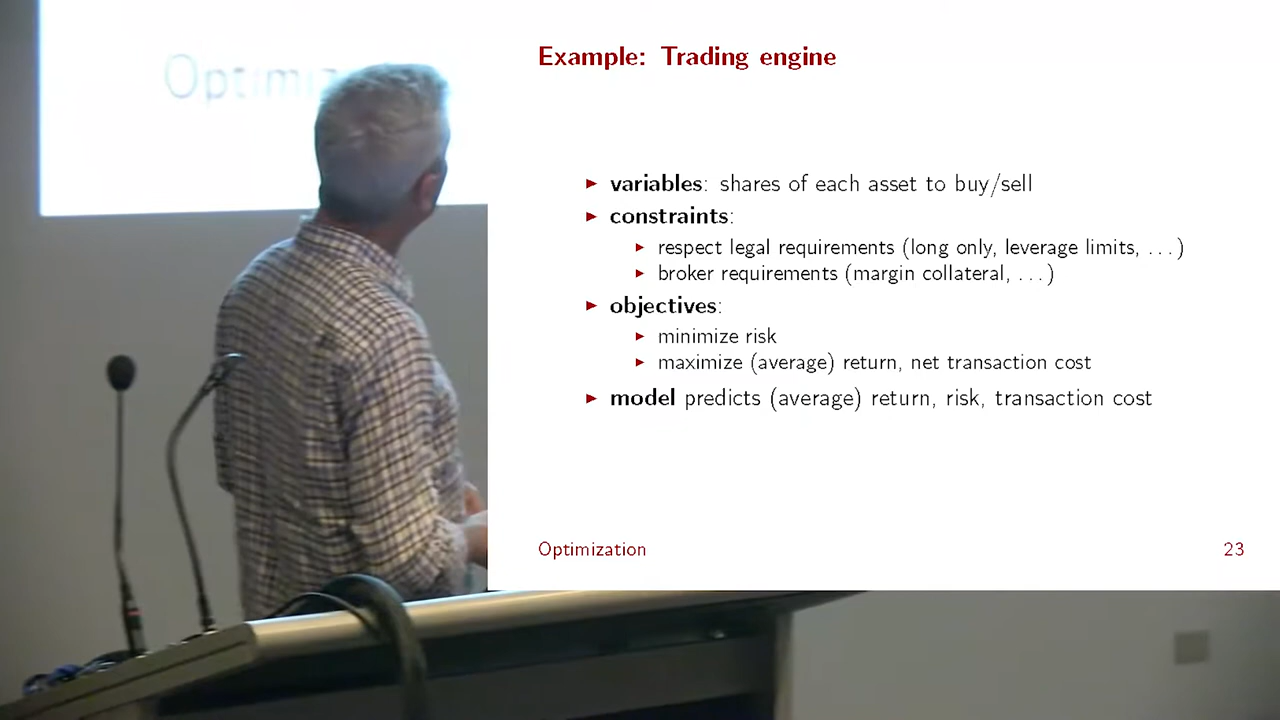 Optimiz
Example: Trading engine
▶ variables: shares of each asset to buy/sell
▶ constraints:
▶ respect legal requirements (long only, leverage limits, ...)
▶ broker requirements (margin collateral, ...)
▶ objectives:
▶ minimize risk
▶ maximize (average) return, net transaction cost
▶ model predicts (average) return, risk, transaction cost
Optimization
23